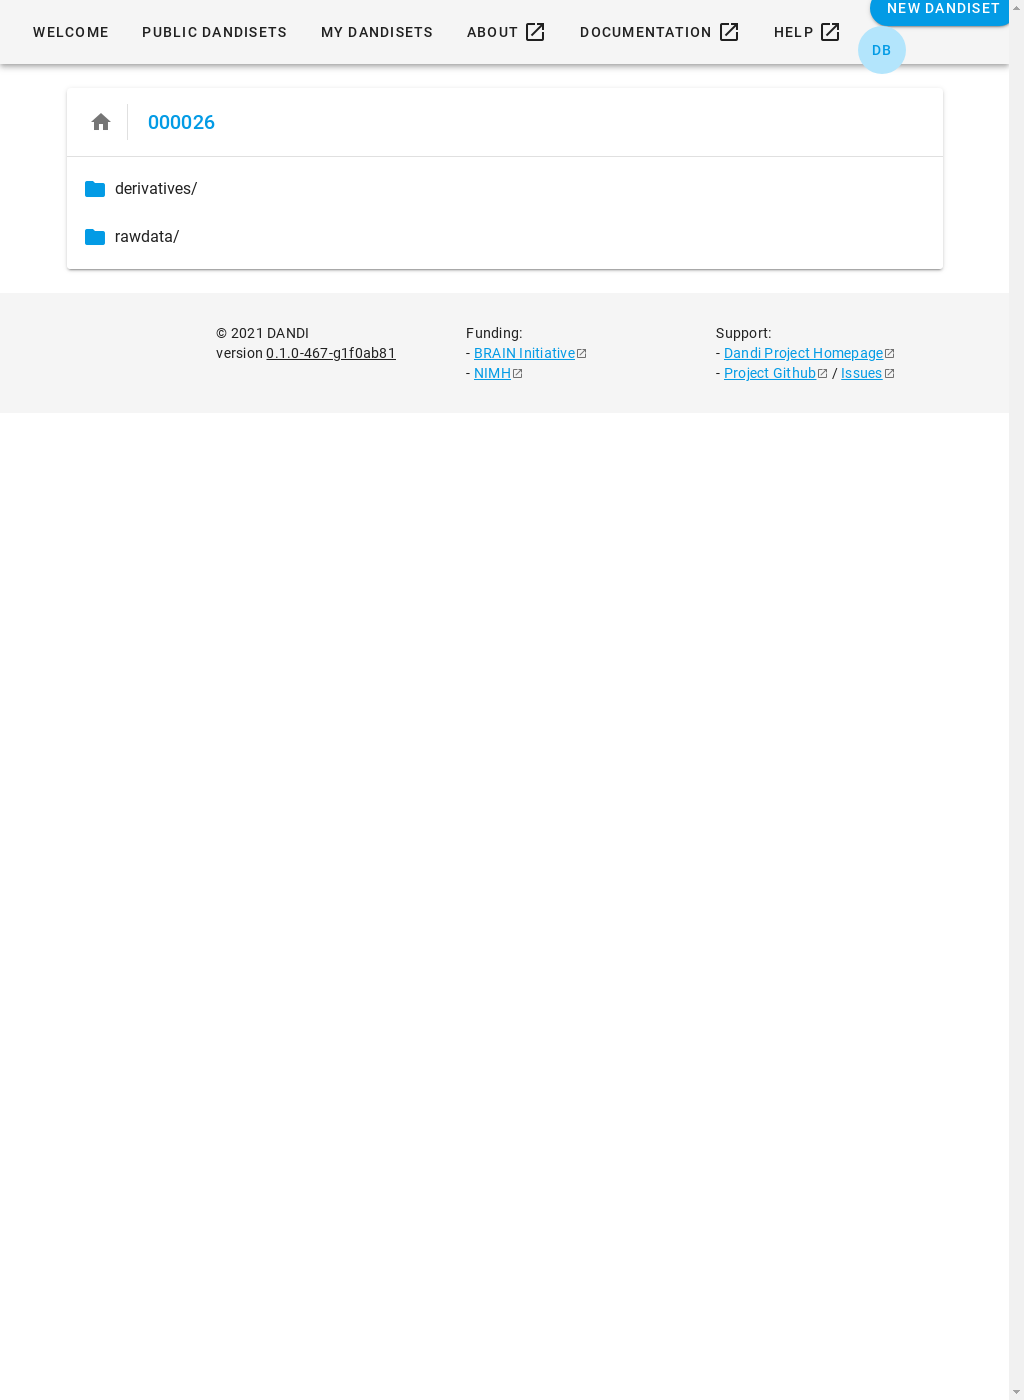 WELCOME PUBLIC DANDISETS MY DANDISETS ABOUT DOCUMENTATION HELP NEW DANDISET
DB
000026
derivatives/
rawdata/
© 2021 DANDI
version 0.1.0-467-g1f0ab81
Funding:
- BRAIN Initiative
- NIMH
Support:
- Dandi Project Homepage
- Project Github / Issues